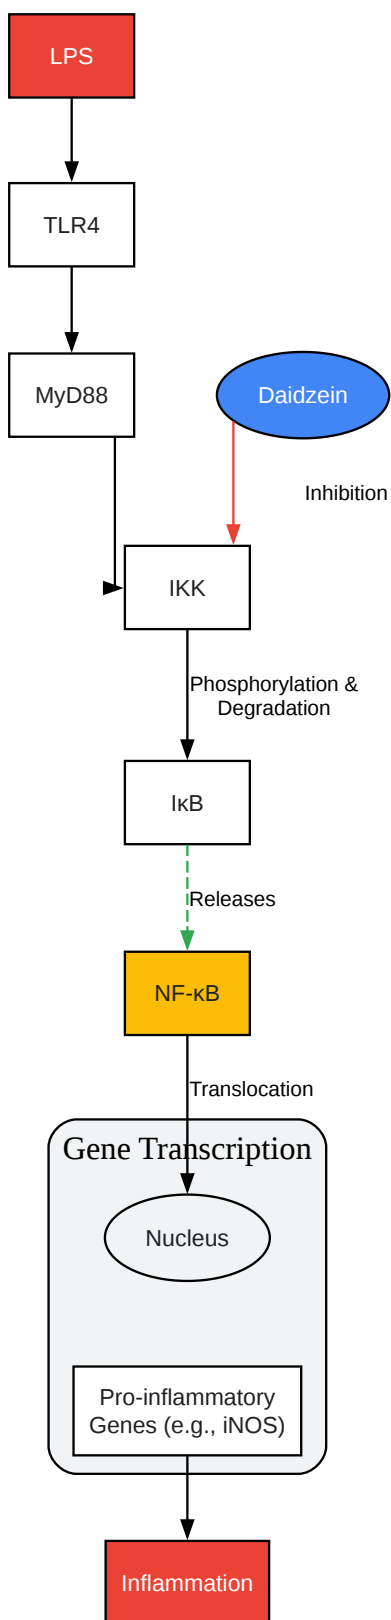 LPS
TLR4
MyD88
Daidzein
Inhibition
IKK
Phosphorylation &
Degradation
IκB
Releases
NF-κB
Translocation
Gene Transcription
Nucleus
Pro-inflammatory
Genes (e.g., iNOS)
Inflammation